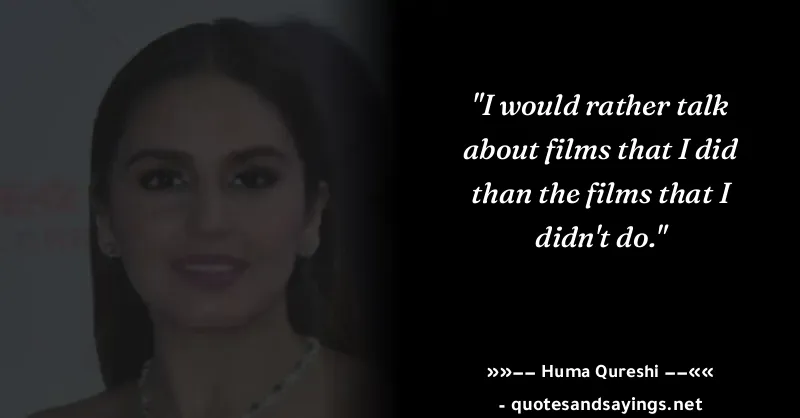 "I would rather talk
about films that I did
than the films that I
didn't do."
»»−− Huma Qureshi −−««
- quotesandsayings.net